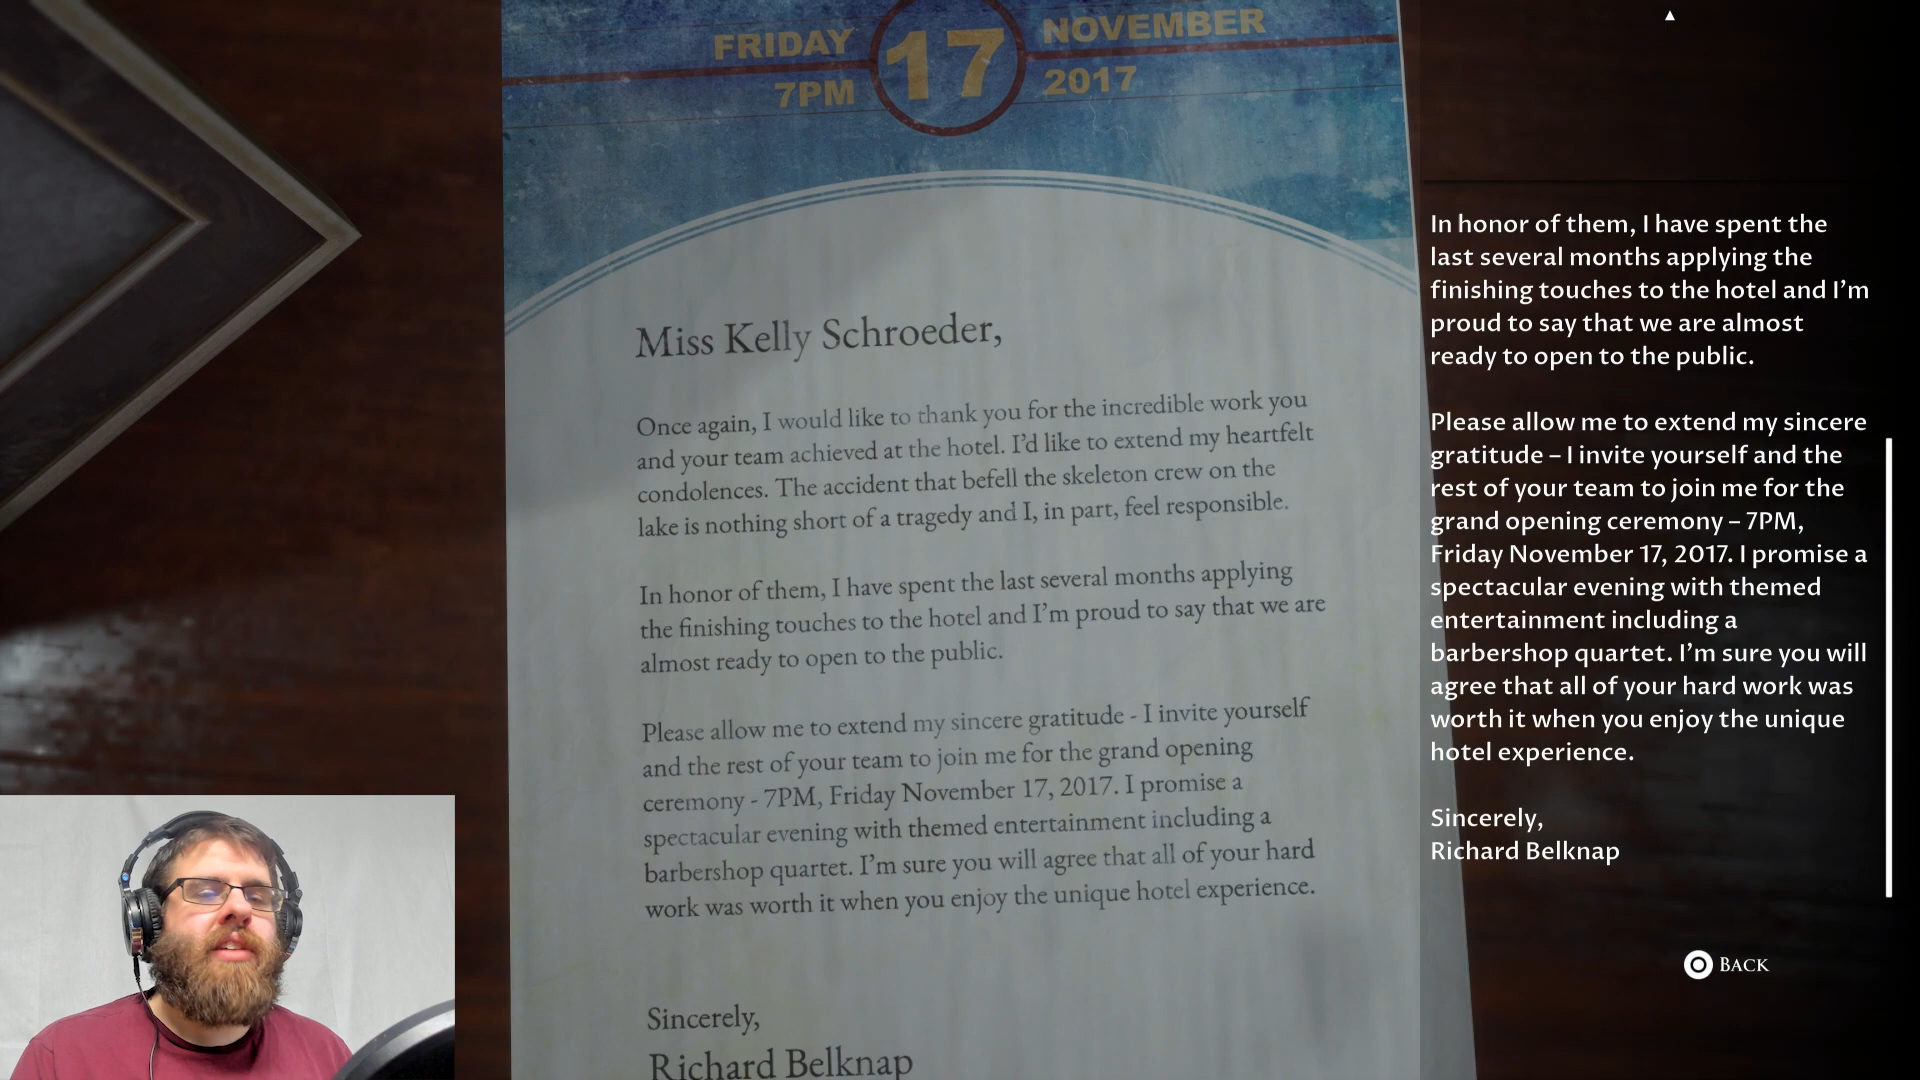 FRIDAY 17 NOVEMBER
7PM 2017
Miss Kelly Schroeder,
Once again, I would like to thank you for the incredible work you
and your team achieved at the hotel. I'd like to extend my heartfelt
condolences. The accident that befell the skeleton crew on the
lake is nothing short of a tragedy and I, in part, feel responsible.
In honor of them, I have spent the last several months applying
the finishing touches to the hotel and I'm proud to say that we are
almost ready to open to the public.
Please allow me to extend my sincere gratitude - I invite yourself
and the rest of your team to join me for the grand opening
ceremony - 7PM, Friday November 17, 2017. I promise a
spectacular evening with themed entertainment including a
barbershop quartet. I'm sure you will agree that all of your hard
work was worth it when you enjoy the unique hotel experience.
Sincerely,
Richard Belknap
In honor of them, I have spent the
last several months applying the
finishing touches to the hotel and I'm
proud to say that we are almost
ready to open to the public.
Please allow me to extend my sincere
gratitude – I invite yourself and the
rest of your team to join me for the
grand opening ceremony – 7PM,
Friday November 17, 2017. I promise a
spectacular evening with themed
entertainment including a
barbershop quartet. I'm sure you will
agree that all of your hard work was
worth it when you enjoy the unique
hotel experience.
Sincerely,
Richard Belknap
BACK